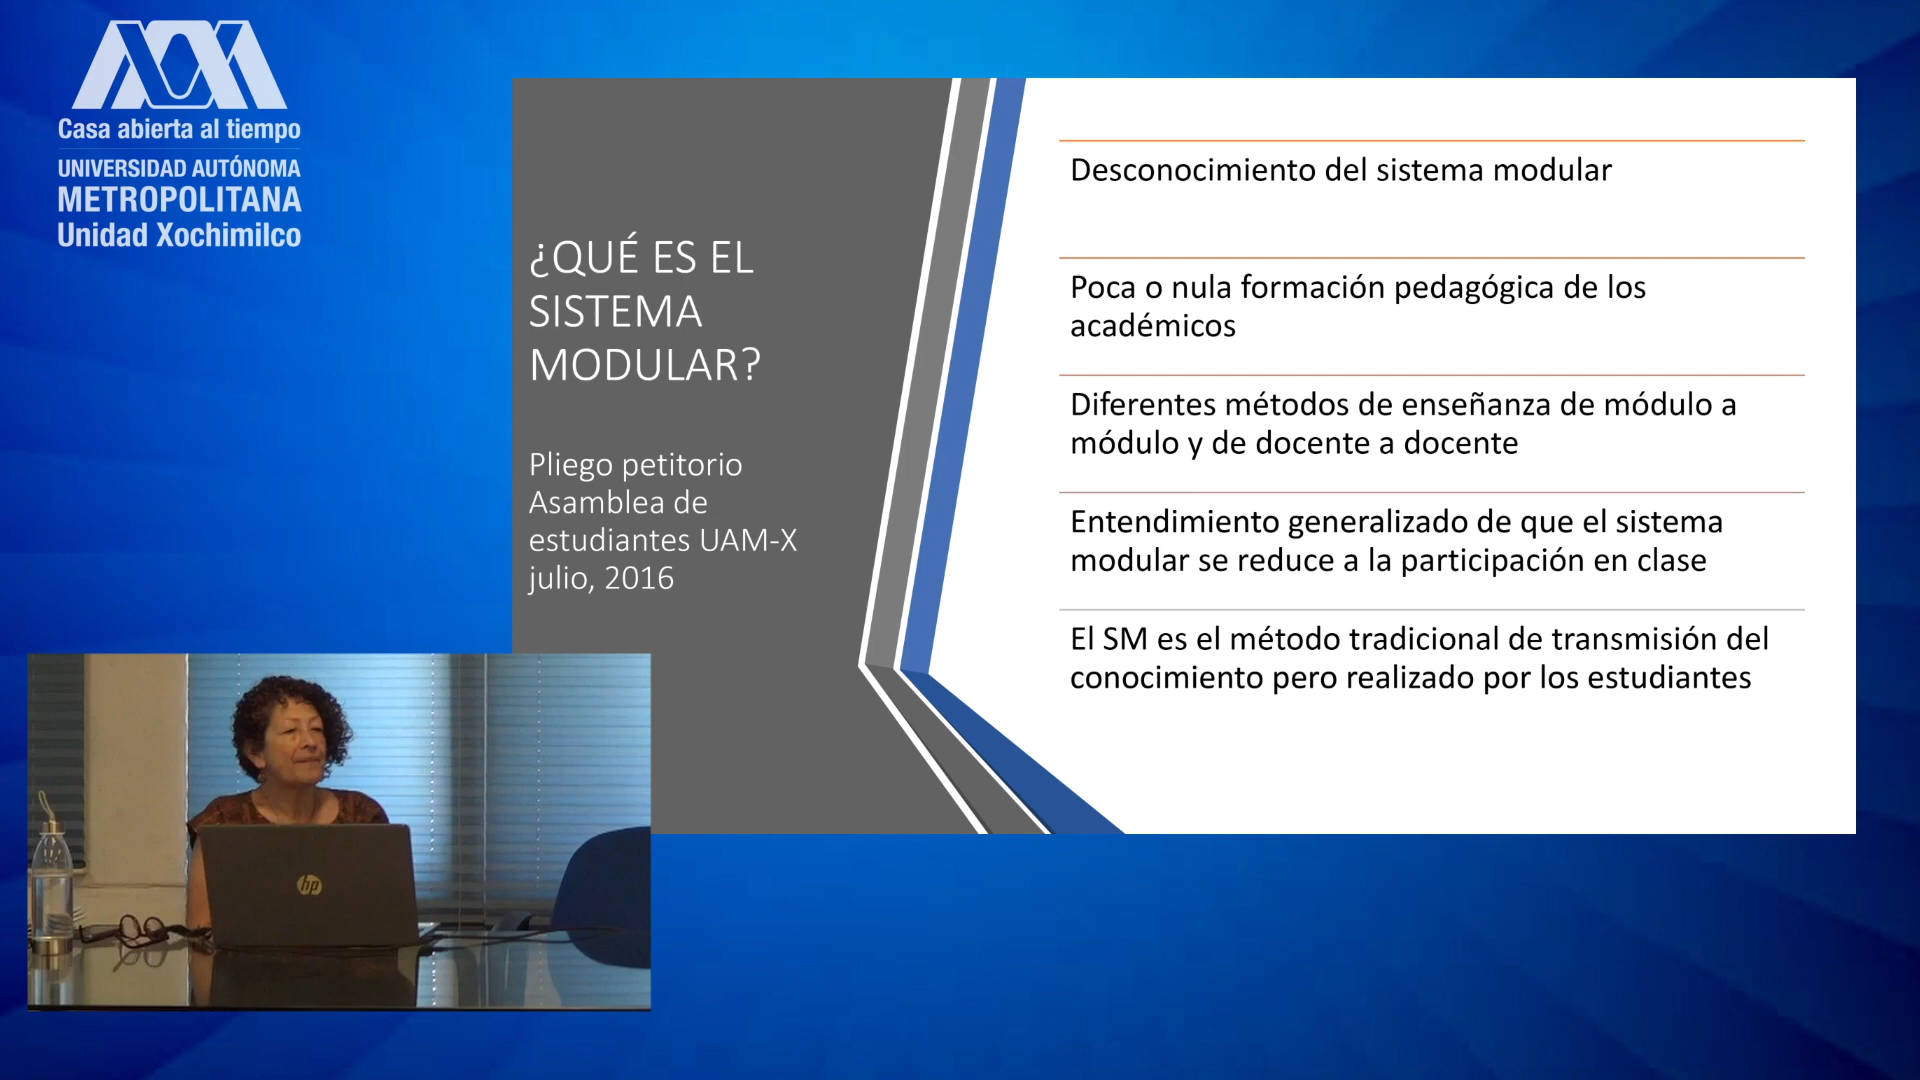 Casa abierta al tiempo
UNIVERSIDAD AUTÓNOMA
METROPOLITANA
Unidad Xochimilco
¿QUÉ ES EL
SISTEMA
MODULAR?
Pliego petitorio
Asamblea de
estudiantes UAM-X
julio, 2016
Desconocimiento del sistema modular
Poca o nula formación pedagógica de los
académicos
Diferentes métodos de enseñanza de módulo a
módulo y de docente a docente
Entendimiento generalizado de que el sistema
modular se reduce a la participación en clase
El SM es el método tradicional de transmisión del
conocimiento pero realizado por los estudiantes
hp